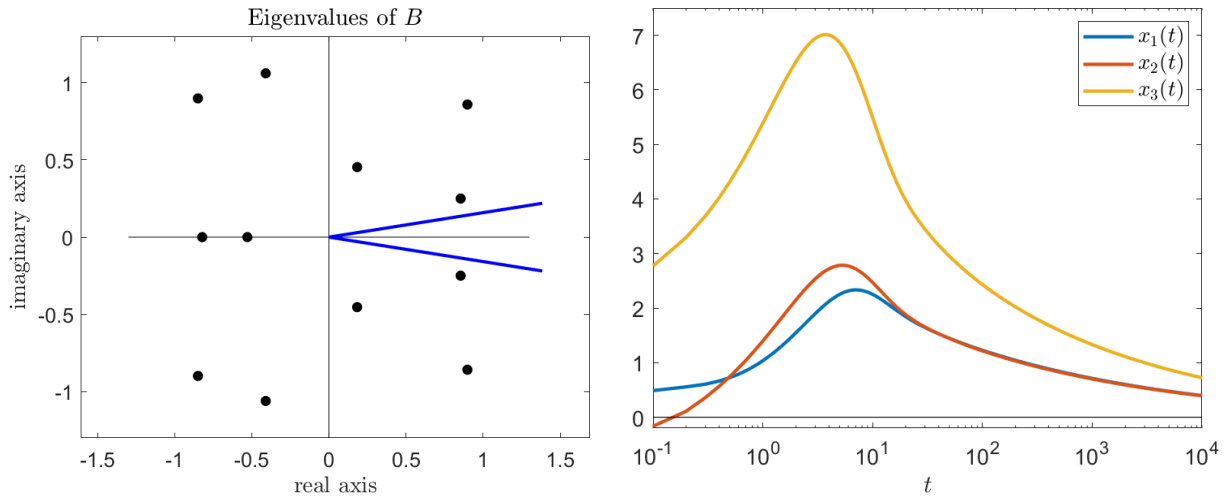 Eigenvalues of B
1
0.5
0
-0.5
-1
imaginary axis
-1.5 -1 -0.5 0 0.5 1 1.5
real axis
7
6
5
4
3
2
1
0
x₁(t)
x₂(t)
x₃(t)
10⁻¹ 10⁰ 10¹ 10² 10³ 10⁴
t